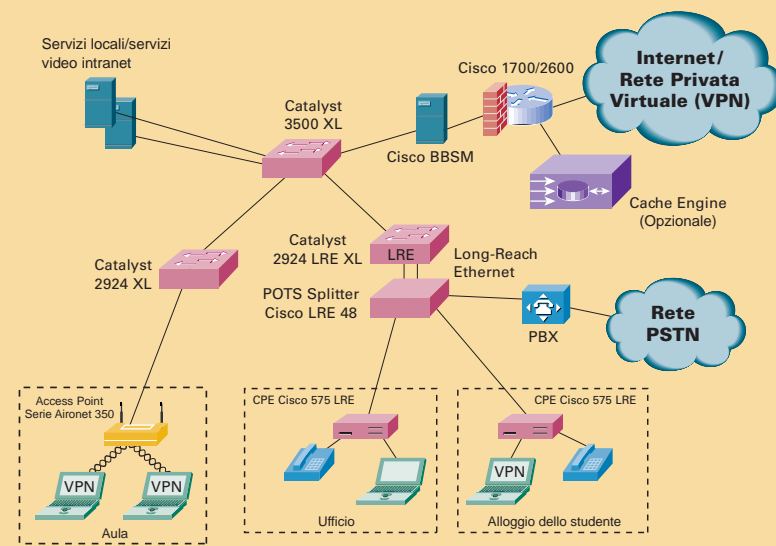 Servizi locali/servizi
video intranet
Catalyst
3500 XL
Cisco BBSM
Cisco 1700/2600
Internet/
Rete Privata
Virtuale (VPN)
Cache Engine
(Opzionale)
Catalyst
2924 XL
Catalyst
2924 LRE XL
LRE
Long-Reach
Ethernet
POTS Splitter
Cisco LRE 48
PBX
Rete
PSTN
Access Point
Serie Aironet 350
VPN
VPN
Aula
CPE Cisco 575 LRE
Ufficio
CPE Cisco 575 LRE
VPN
Alloggio dello studente